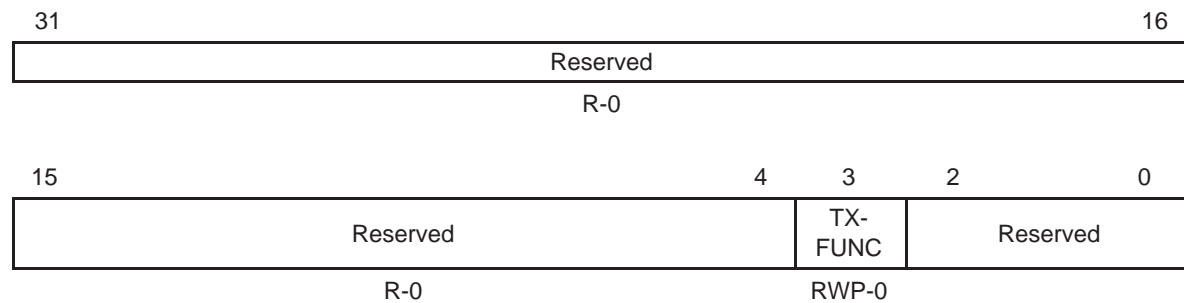 31 16
Reserved
R-0
15 4 3 2 0
Reserved TX-
FUNC Reserved
R-0 RWP-0